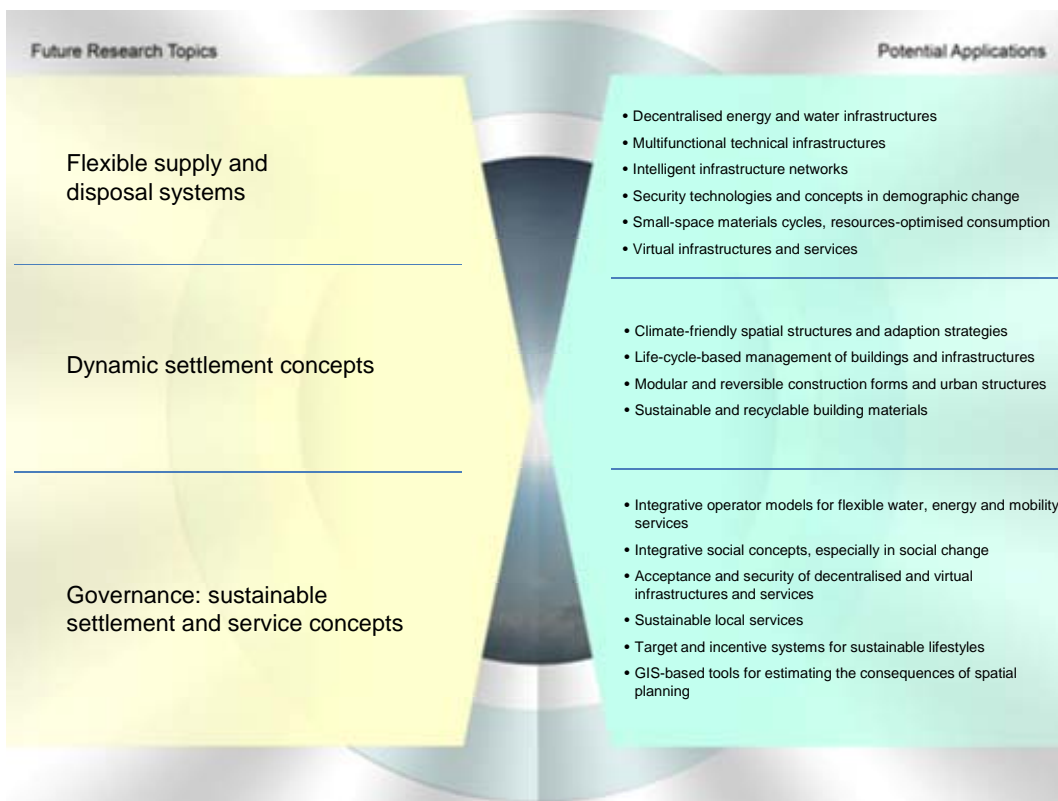 Future Research Topics
Potential Applications
Flexible supply and
disposal systems
• Decentralised energy and water infrastructures
• Multifunctional technical infrastructures
• Intelligent infrastructure networks
• Security technologies and concepts in demographic change
• Small-space materials cycles, resources-optimised consumption
• Virtual infrastructures and services
Dynamic settlement concepts
• Climate-friendly spatial structures and adaption strategies
• Life-cycle-based management of buildings and infrastructures
• Modular and reversible construction forms and urban structures
• Sustainable and recyclable building materials
Governance: sustainable
settlement and service concepts
• Integrative operator models for flexible water, energy and mobility
services
• Integrative social concepts, especially in social change
• Acceptance and security of decentralised and virtual
infrastructures and services
• Sustainable local services
• Target and incentive systems for sustainable lifestyles
• GIS-based tools for estimating the consequences of spatial
planning